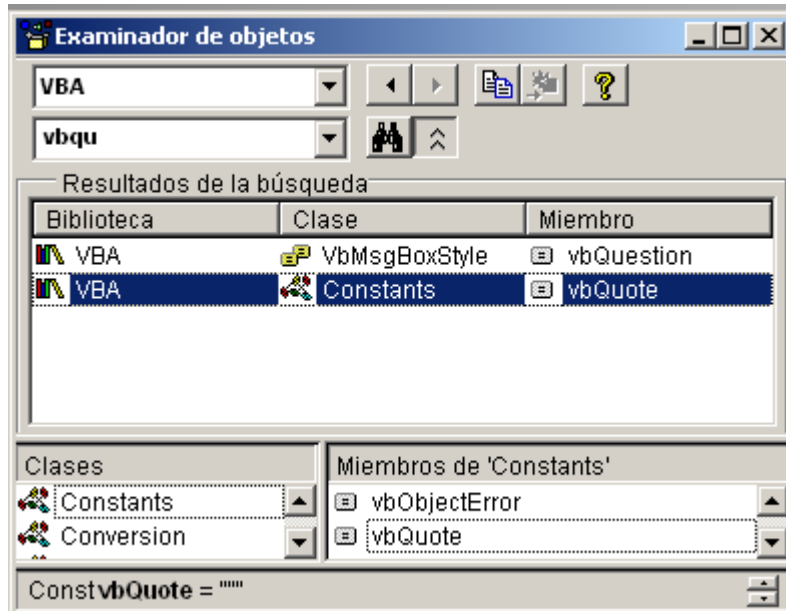 Examinador de objetos
VBA
vbqu
Resultados de la búsqueda
Biblioteca Clase Miembro
VBA VbMsgBoxStyle vbQuestion
VBA Constants vbQuote
Clases Miembros de 'Constants'
Constants vbObjectError
Conversion vbQuote
Const vbQuote = """"